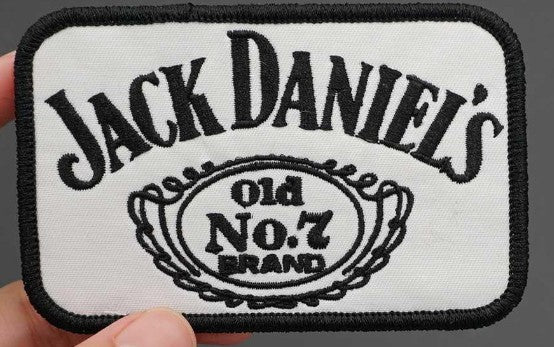 JACK DANIEL'S
Old
No.7
BRAND